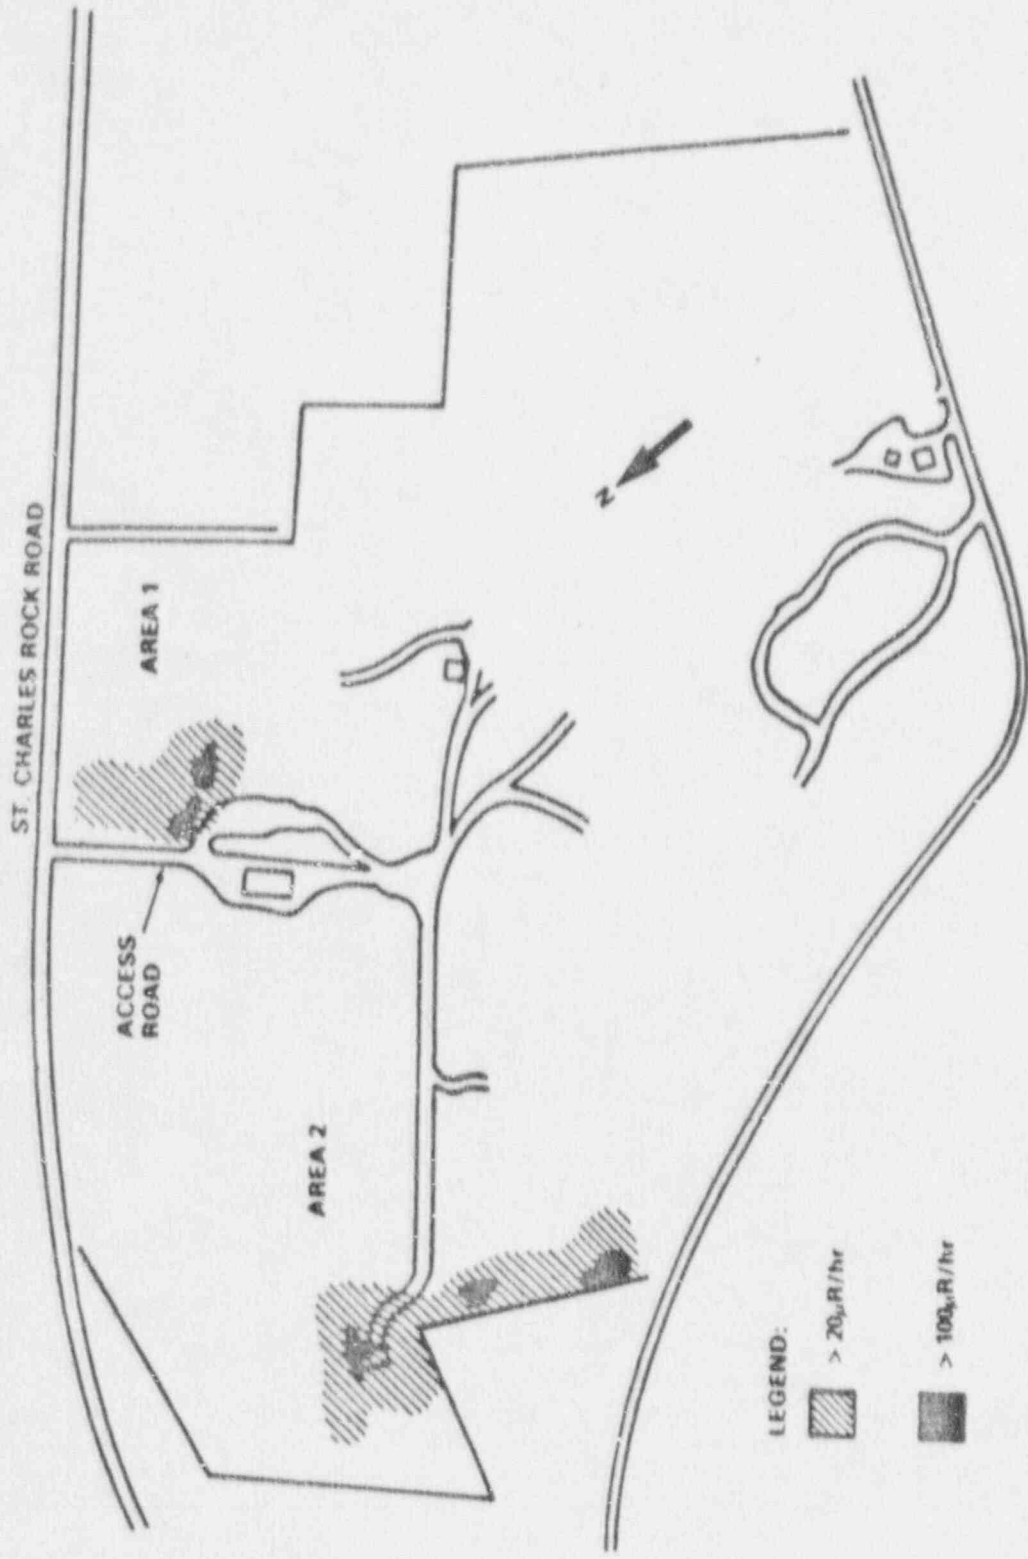 ST. CHARLES ROCK ROAD
AREA 1
ACCESS
ROAD
AREA 2
N
LEGEND:
> 20μR/hr
> 100μR/hr